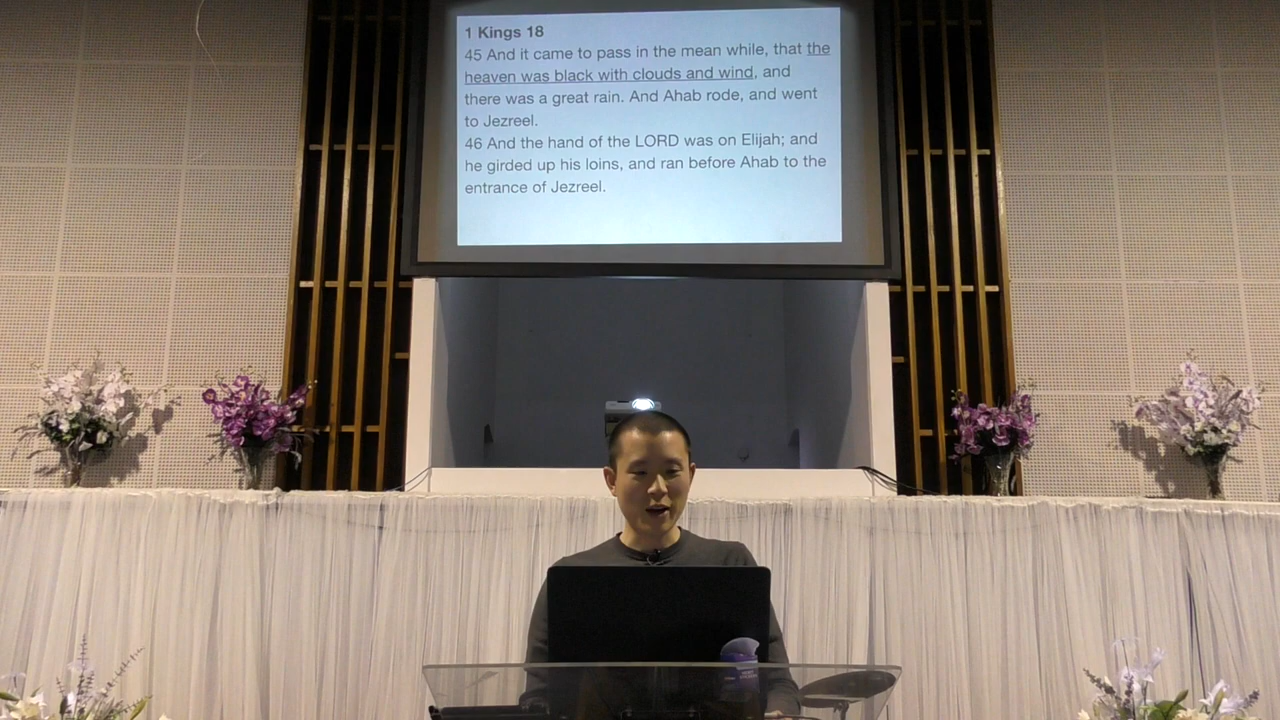 1 Kings 18
45 And it came to pass in the mean while, that the
heaven was black with clouds and wind, and
there was a great rain. And Ahab rode, and went
to Jezreel.
46 And the hand of the LORD was on Elijah; and
he girded up his loins, and ran before Ahab to the
entrance of Jezreel.